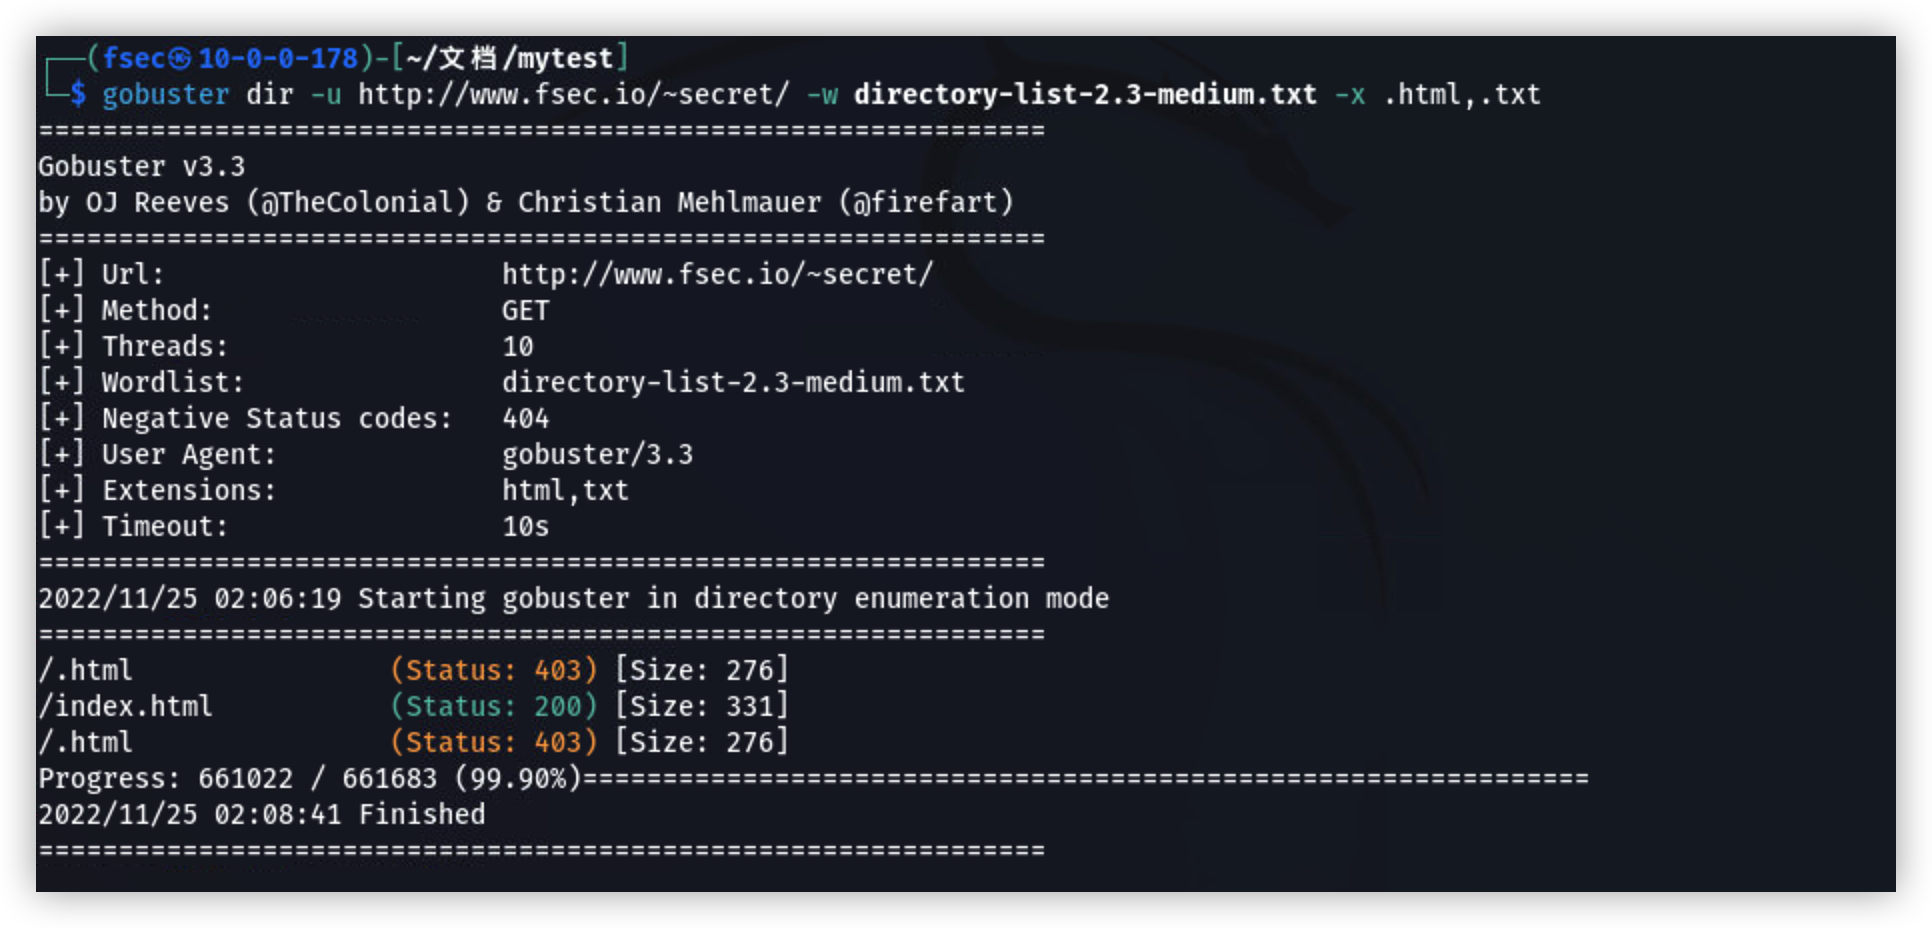 ┌──(fsec㉿10-0-0-178)-[~/文档/mytest]
└─$ gobuster dir -u http://www.fsec.io/~secret/ -w directory-list-2.3-medium.txt -x .html,.txt
===============================================================
Gobuster v3.3
by OJ Reeves (@TheColonial) & Christian Mehlmauer (@firefart)
===============================================================
[+] Url:                     http://www.fsec.io/~secret/
[+] Method:                  GET
[+] Threads:                 10
[+] Wordlist:                directory-list-2.3-medium.txt
[+] Negative Status codes:   404
[+] User Agent:              gobuster/3.3
[+] Extensions:              html,txt
[+] Timeout:                 10s
===============================================================
2022/11/25 02:06:19 Starting gobuster in directory enumeration mode
===============================================================
/.html                (Status: 403) [Size: 276]
/index.html           (Status: 200) [Size: 331]
/.html                (Status: 403) [Size: 276]
Progress: 661022 / 661683 (99.90%)===============================================================
2022/11/25 02:08:41 Finished
===============================================================